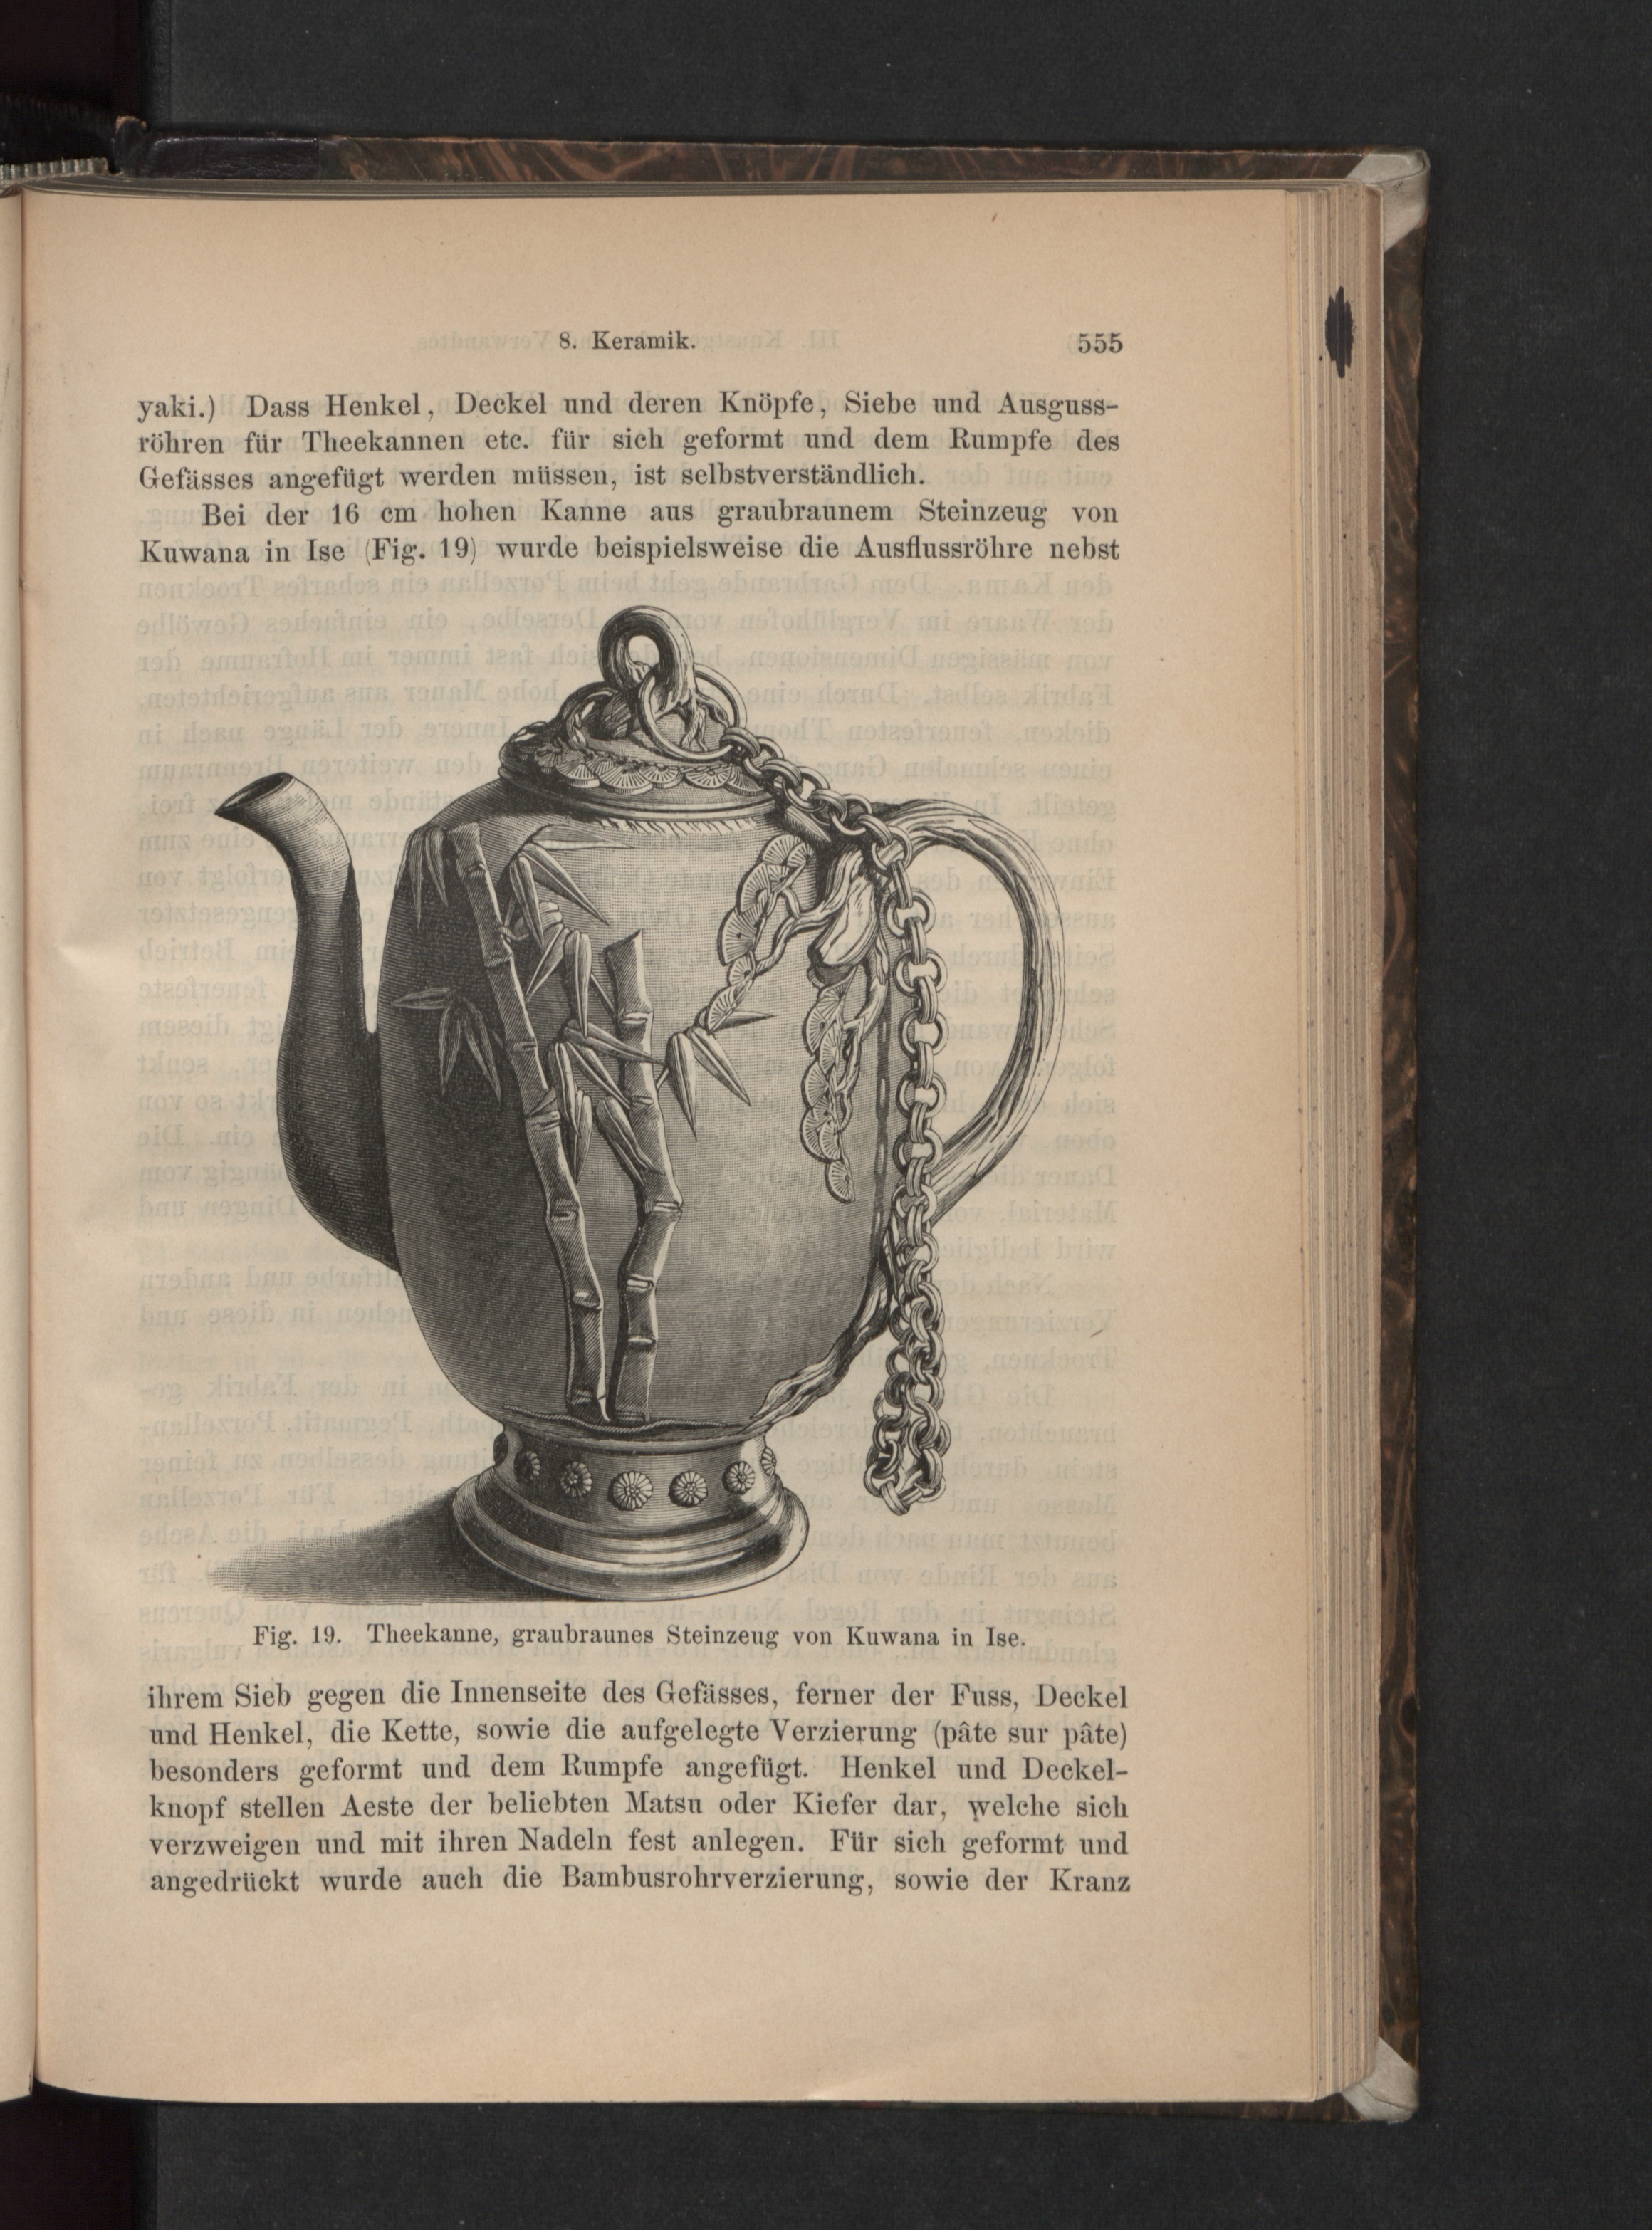 8. Keramik. 555
yaki.) Dass Henkel, Deckel und deren Knöpfe, Siebe und Ausguss-
röhren für Theekannen etc. für sich geformt und dem Rumpfe des
Gefässes angefügt werden müssen, ist selbstverständlich.
Bei der 16 cm hohen Kanne aus graubraunem Steinzeug von
Kuwana in Ise (Fig. 19) wurde beispielsweise die Ausflussröhre nebst
Fig. 19. Theekanne, graubraunes Steinzeug von Kuwana in Ise.
ihrem Sieb gegen die Innenseite des Gefässes, ferner der Fuss, Deckel
und Henkel, die Kette, sowie die aufgelegte Verzierung (pâte sur pâte)
besonders geformt und dem Rumpfe angefügt. Henkel und Deckel-
knopf stellen Aeste der beliebten Matsu oder Kiefer dar, welche sich
verzweigen und mit ihren Nadeln fest anlegen. Für sich geformt und
angedrückt wurde auch die Bambusrohrverzierung, sowie der Kranz